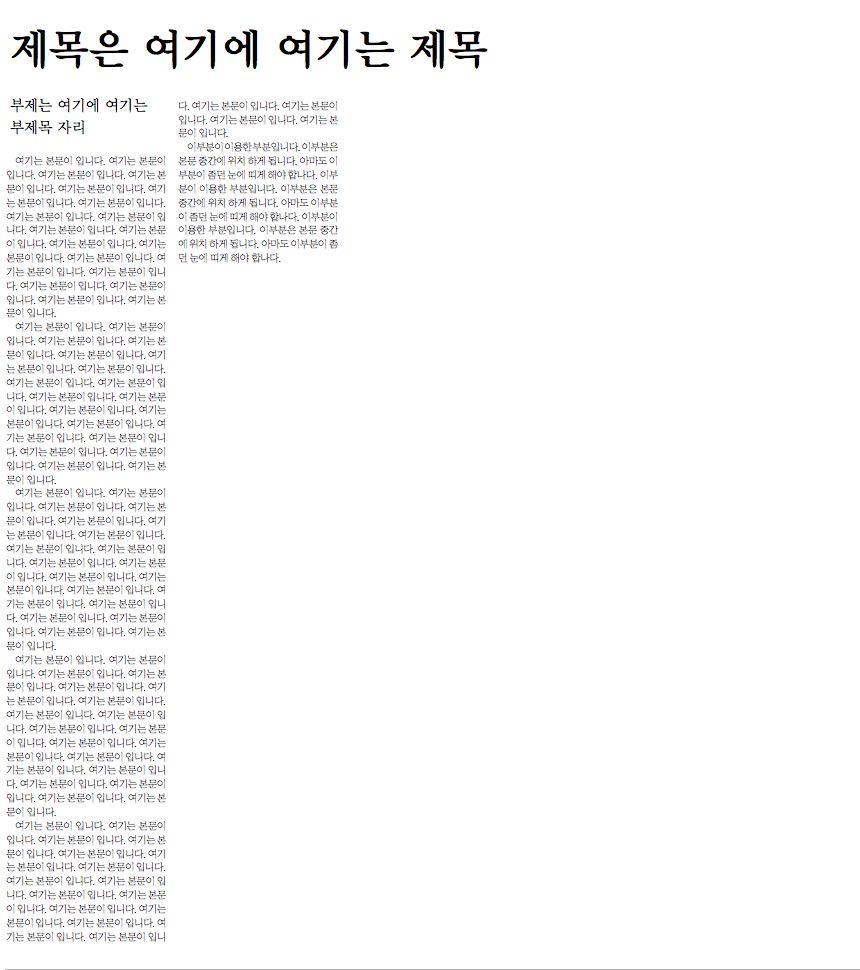 제목은 여기에 여기는 제목
부제는 여기에 여기는
부제목 자리
여기는 본문이 입니다. 여기는 본문이
입니다. 여기는 본문이 입니다. 여기는 본
문이 입니다. 여기는 본문이 입니다. 여기
는 본문이 입니다. 여기는 본문이 입니다.
여기는 본문이 입니다. 여기는 본문이 입
니다. 여기는 본문이 입니다. 여기는 본문
이 입니다. 여기는 본문이 입니다. 여기는
본문이 입니다. 여기는 본문이 입니다. 여
기는 본문이 입니다. 여기는 본문이 입니
다. 여기는 본문이 입니다. 여기는 본문이
입니다. 여기는 본문이 입니다. 여기는 본
문이 입니다.
여기는 본문이 입니다. 여기는 본문이
입니다. 여기는 본문이 입니다. 여기는 본
문이 입니다. 여기는 본문이 입니다. 여기
는 본문이 입니다. 여기는 본문이 입니다.
여기는 본문이 입니다. 여기는 본문이 입
니다. 여기는 본문이 입니다. 여기는 본문
이 입니다. 여기는 본문이 입니다. 여기는
본문이 입니다. 여기는 본문이 입니다. 여
기는 본문이 입니다. 여기는 본문이 입니
다. 여기는 본문이 입니다. 여기는 본문이
입니다. 여기는 본문이 입니다. 여기는 본
문이 입니다.
여기는 본문이 입니다. 여기는 본문이
입니다. 여기는 본문이 입니다. 여기는 본
문이 입니다. 여기는 본문이 입니다. 여기
는 본문이 입니다. 여기는 본문이 입니다.
여기는 본문이 입니다. 여기는 본문이 입
니다. 여기는 본문이 입니다. 여기는 본문
이 입니다. 여기는 본문이 입니다. 여기는
본문이 입니다. 여기는 본문이 입니다. 여
기는 본문이 입니다. 여기는 본문이 입니
다. 여기는 본문이 입니다. 여기는 본문이
입니다. 여기는 본문이 입니다. 여기는 본
문이 입니다.
여기는 본문이 입니다. 여기는 본문이
입니다. 여기는 본문이 입니다. 여기는 본
문이 입니다. 여기는 본문이 입니다. 여기
는 본문이 입니다. 여기는 본문이 입니다.
여기는 본문이 입니다. 여기는 본문이 입
니다. 여기는 본문이 입니다. 여기는 본문
이 입니다. 여기는 본문이 입니다. 여기는
본문이 입니다. 여기는 본문이 입니다. 여
기는 본문이 입니다. 여기는 본문이 입니
다. 여기는 본문이 입니다. 여기는 본문이
입니다. 여기는 본문이 입니다. 여기는 본
문이 입니다.
여기는 본문이 입니다. 여기는 본문이
입니다. 여기는 본문이 입니다. 여기는 본
문이 입니다. 여기는 본문이 입니다. 여기
는 본문이 입니다. 여기는 본문이 입니다.
여기는 본문이 입니다. 여기는 본문이 입
니다. 여기는 본문이 입니다. 여기는 본문
이 입니다. 여기는 본문이 입니다. 여기는
본문이 입니다. 여기는 본문이 입니다. 여
기는 본문이 입니다. 여기는 본문이 입니
다. 여기는 본문이 입니다. 여기는 본문이
입니다. 여기는 본문이 입니다. 여기는 본
문이 입니다.
이부분이 이용한 부분입니다. 이부분은
본문 중간에 위치 하게 됩니다. 아마도 이
부분이 좀던 눈에 띠게 해야 합나다. 이부
분이 이용한 부분입니다. 이부분은 본문
중간에 위치 하게 됩니다. 아마도 이부분
이 좀던 눈에 띠게 해야 합나다. 이부분이
이용한 부분입니다. 이부분은 본문 중간
에 위치 하게 됩니다. 아마도 이부분이 좀
던 눈에 띠게 해야 합나다.